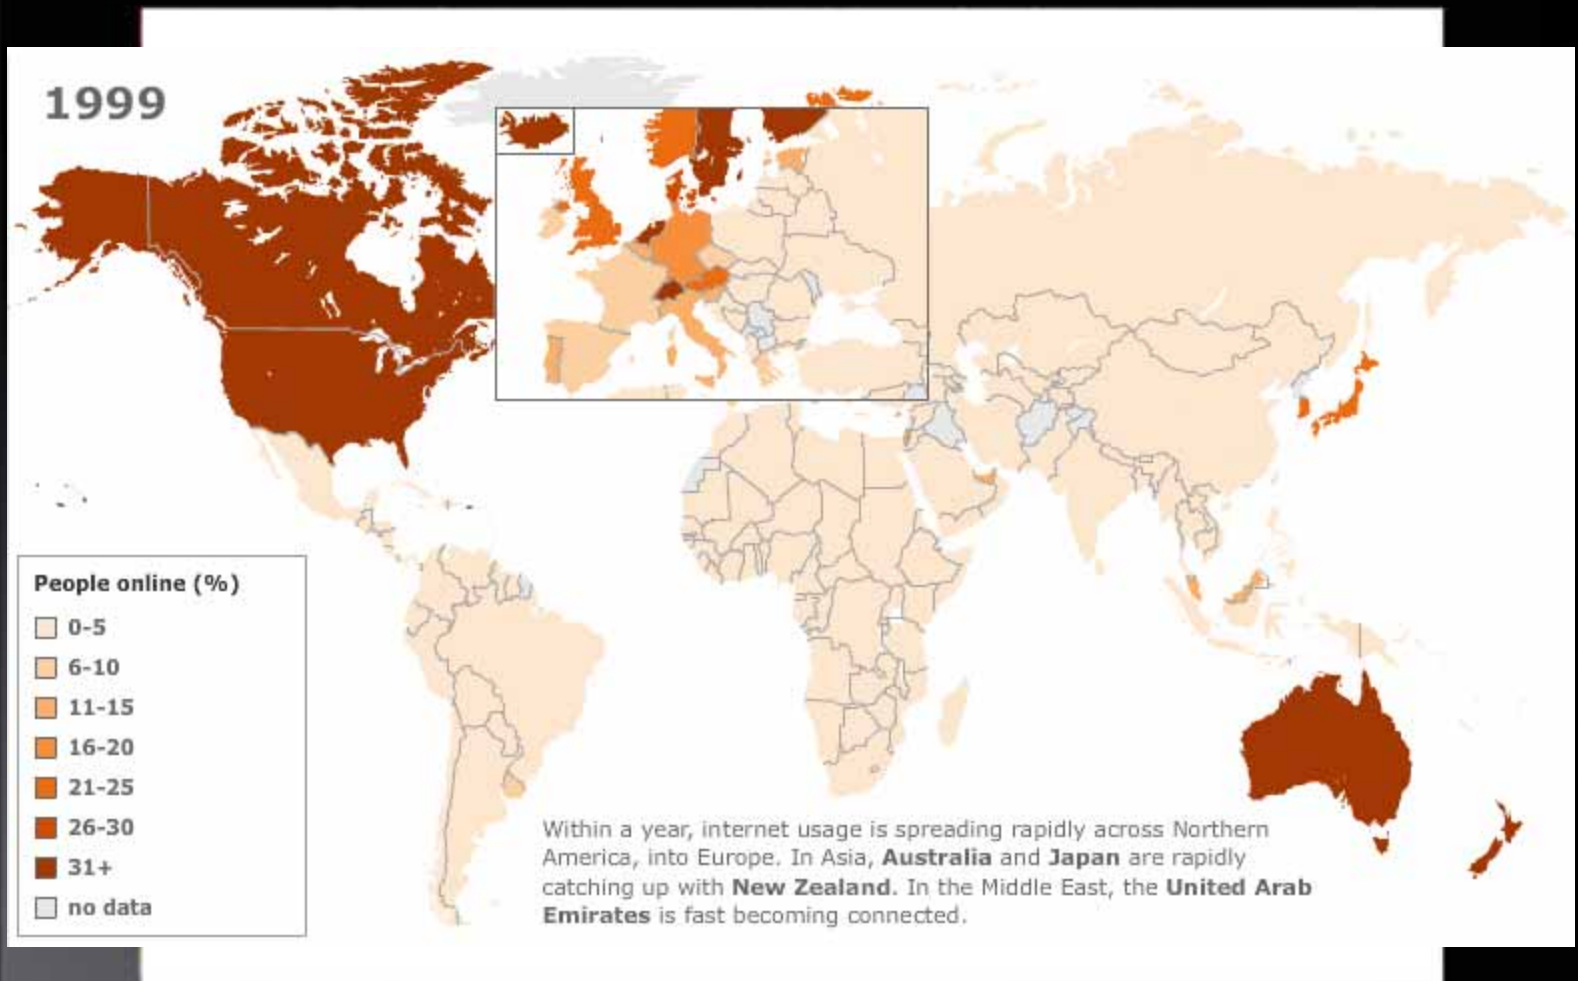 1999
People online (%)
0-5
6-10
11-15
16-20
21-25
26-30
31+
no data
Within a year, internet usage is spreading rapidly across Northern
America, into Europe. In Asia, Australia and Japan are rapidly
catching up with New Zealand. In the Middle East, the United Arab
Emirates is fast becoming connected.